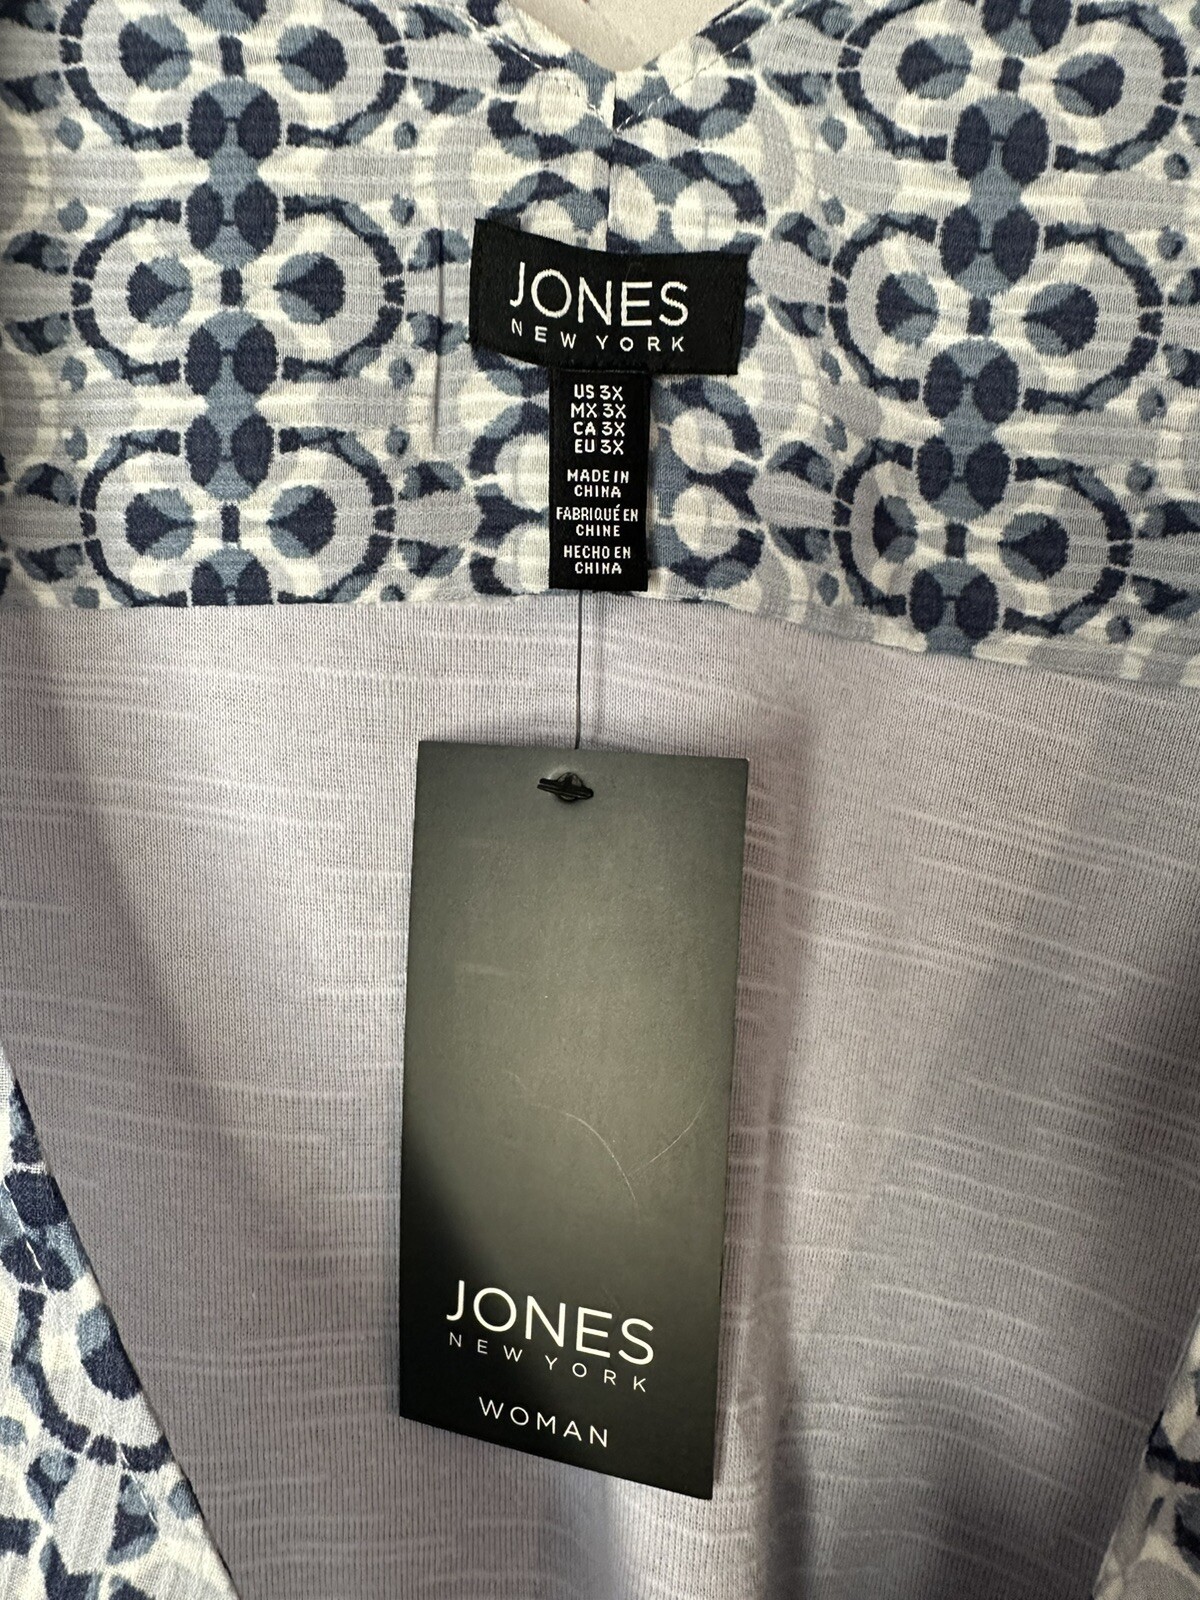 JONES
NEW YORK
US 3X
MX 3X
CA 3X
EU 3X
MADE IN
CHINA
FABRIQUÉ EN
CHINE
HECHO EN
CHINA
JONES
NEW YORK
WOMAN